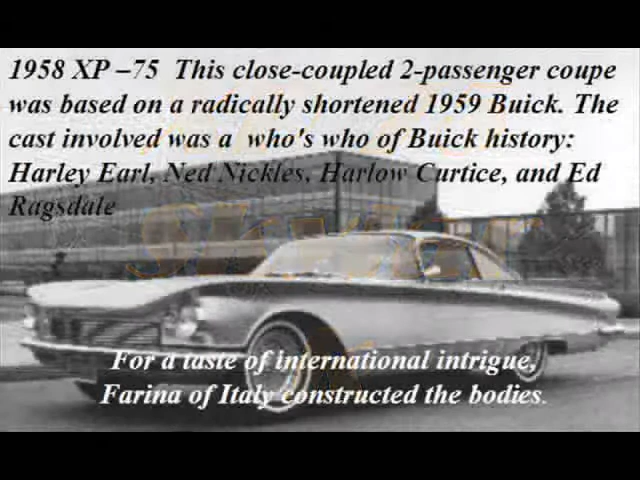 1958 XP –75 This close-coupled 2-passenger coupe
was based on a radically shortened 1959 Buick. The
cast involved was a who's who of Buick history:
Harley Earl, Ned Nickles, Harlow Curtice, and Ed
Ragsdale
For a taste of international intrigue,
Farina of Italy constructed the bodies.